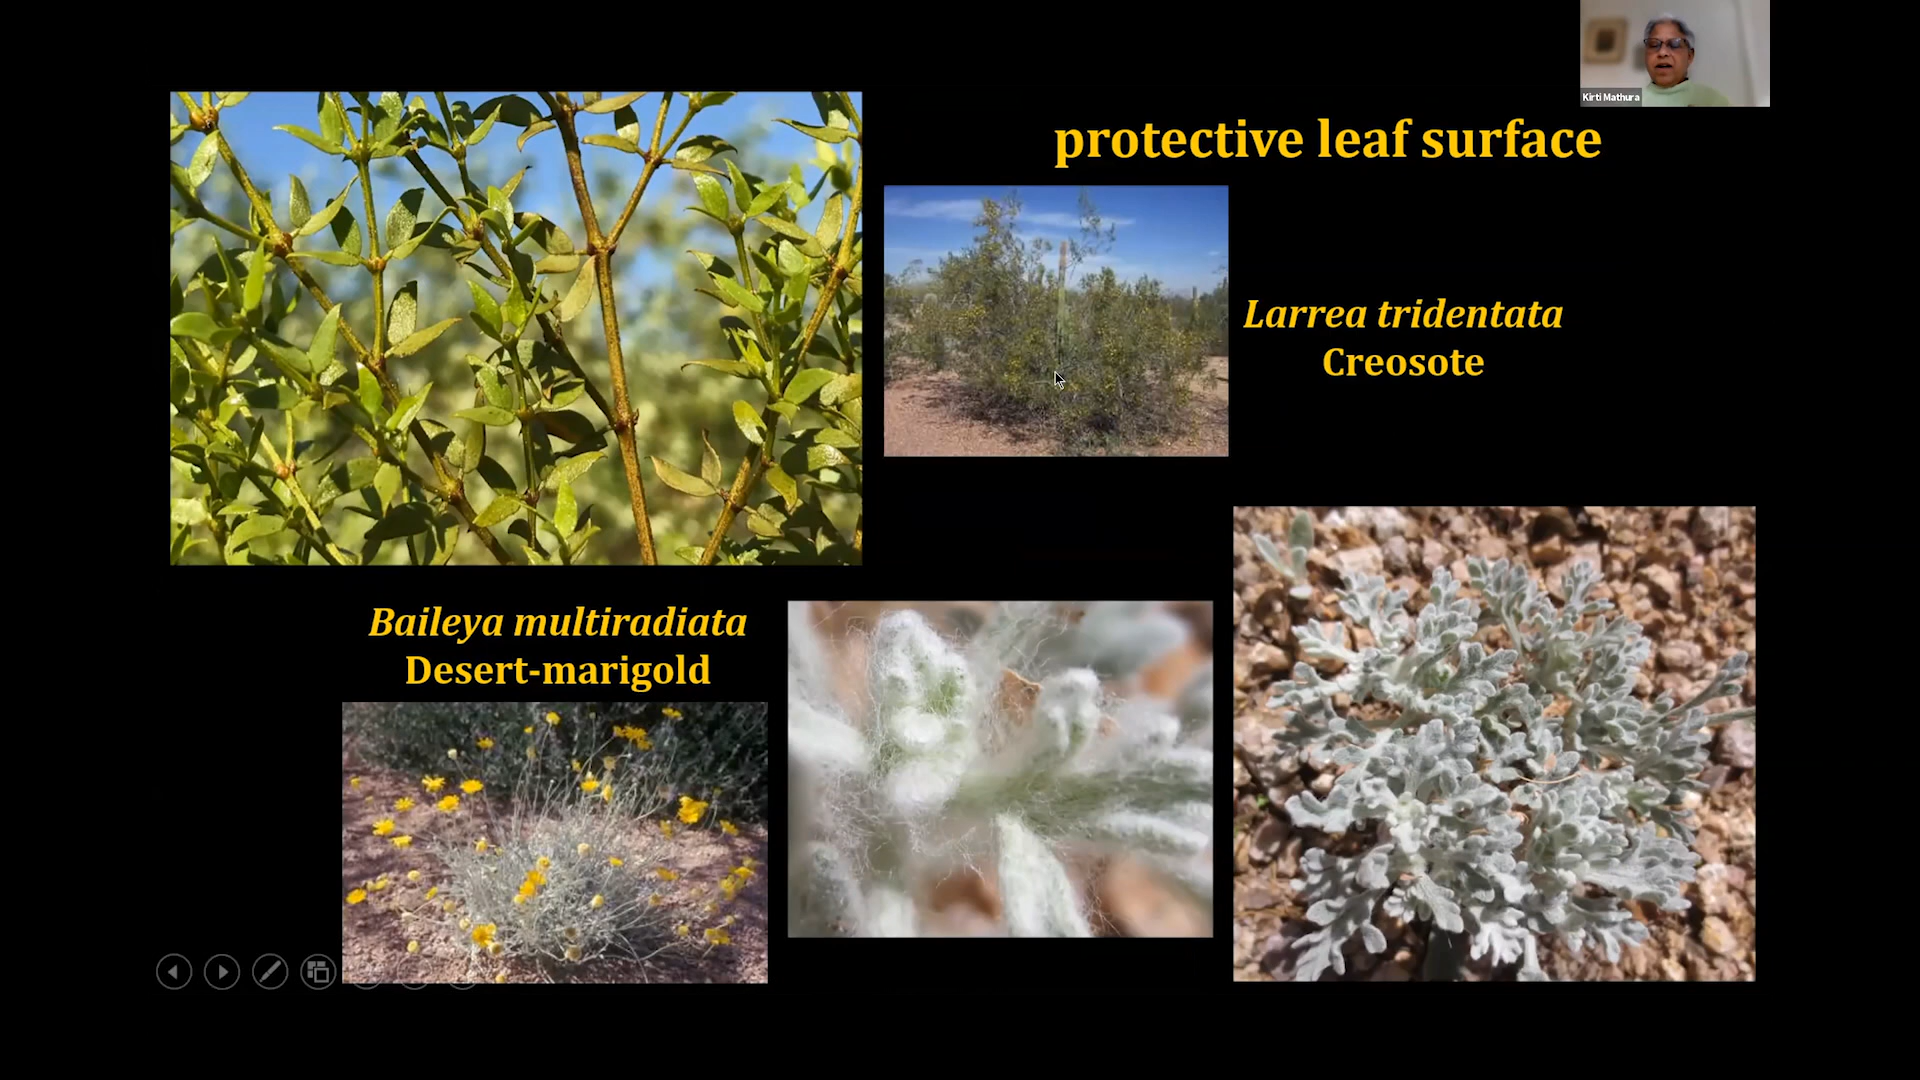 Kirti Mathura
protective leaf surface
Larrea tridentata
Creosote
Baileya multiradiata
Desert-marigold